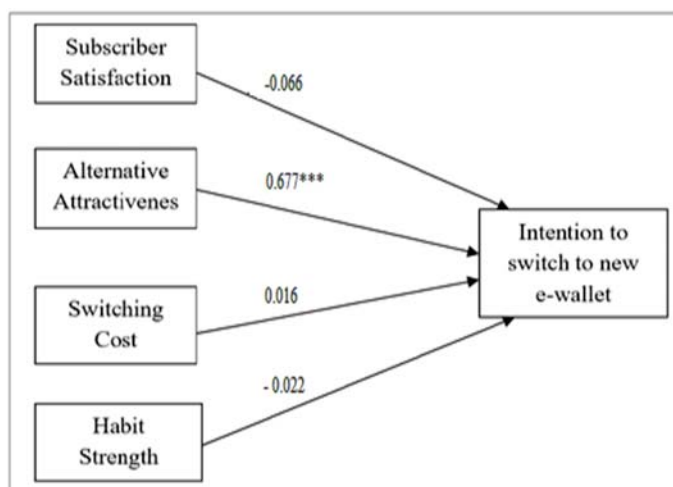 Subscriber
Satisfaction
-0.066
Alternative
Attractivenes
0.677***
Intention to
switch to new
e-wallet
Switching
Cost
0.016
Habit
Strength
- 0.022